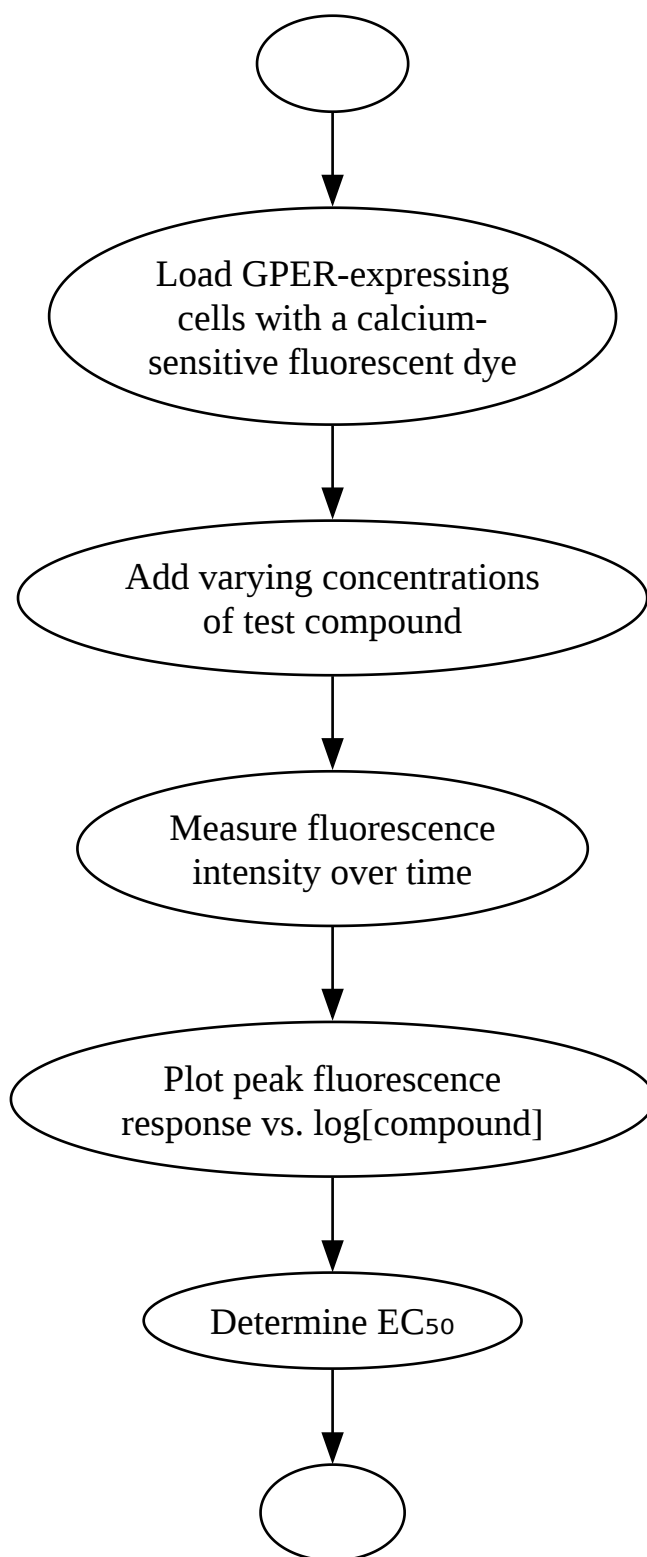 Load GPER-expressing
cells with a calcium-
sensitive fluorescent dye
Add varying concentrations
of test compound
Measure fluorescence
intensity over time
Plot peak fluorescence
response vs. log[compound]
Determine EC₅₀